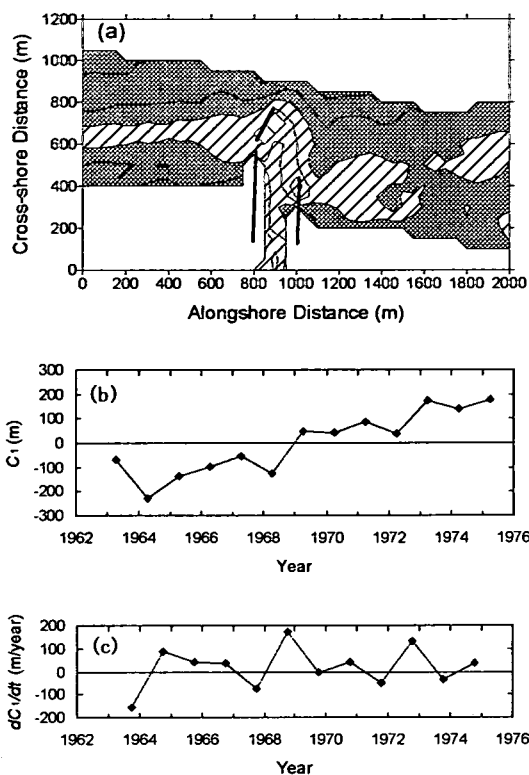 (a)
Cross-shore Distance (m)
1200
1000
800
600
400
200
0
0 200 400 600 800 1000 1200 1400 1600 1800 2000
Alongshore Distance (m)
(b)
C1 (m)
300
200
100
0
-100
-200
-300
1962 1964 1966 1968 1970 1972 1974 1976
Year
(c)
dC1/dt (m/year)
200
100
0
-100
-200
1962 1964 1966 1968 1970 1972 1974 1976
Year